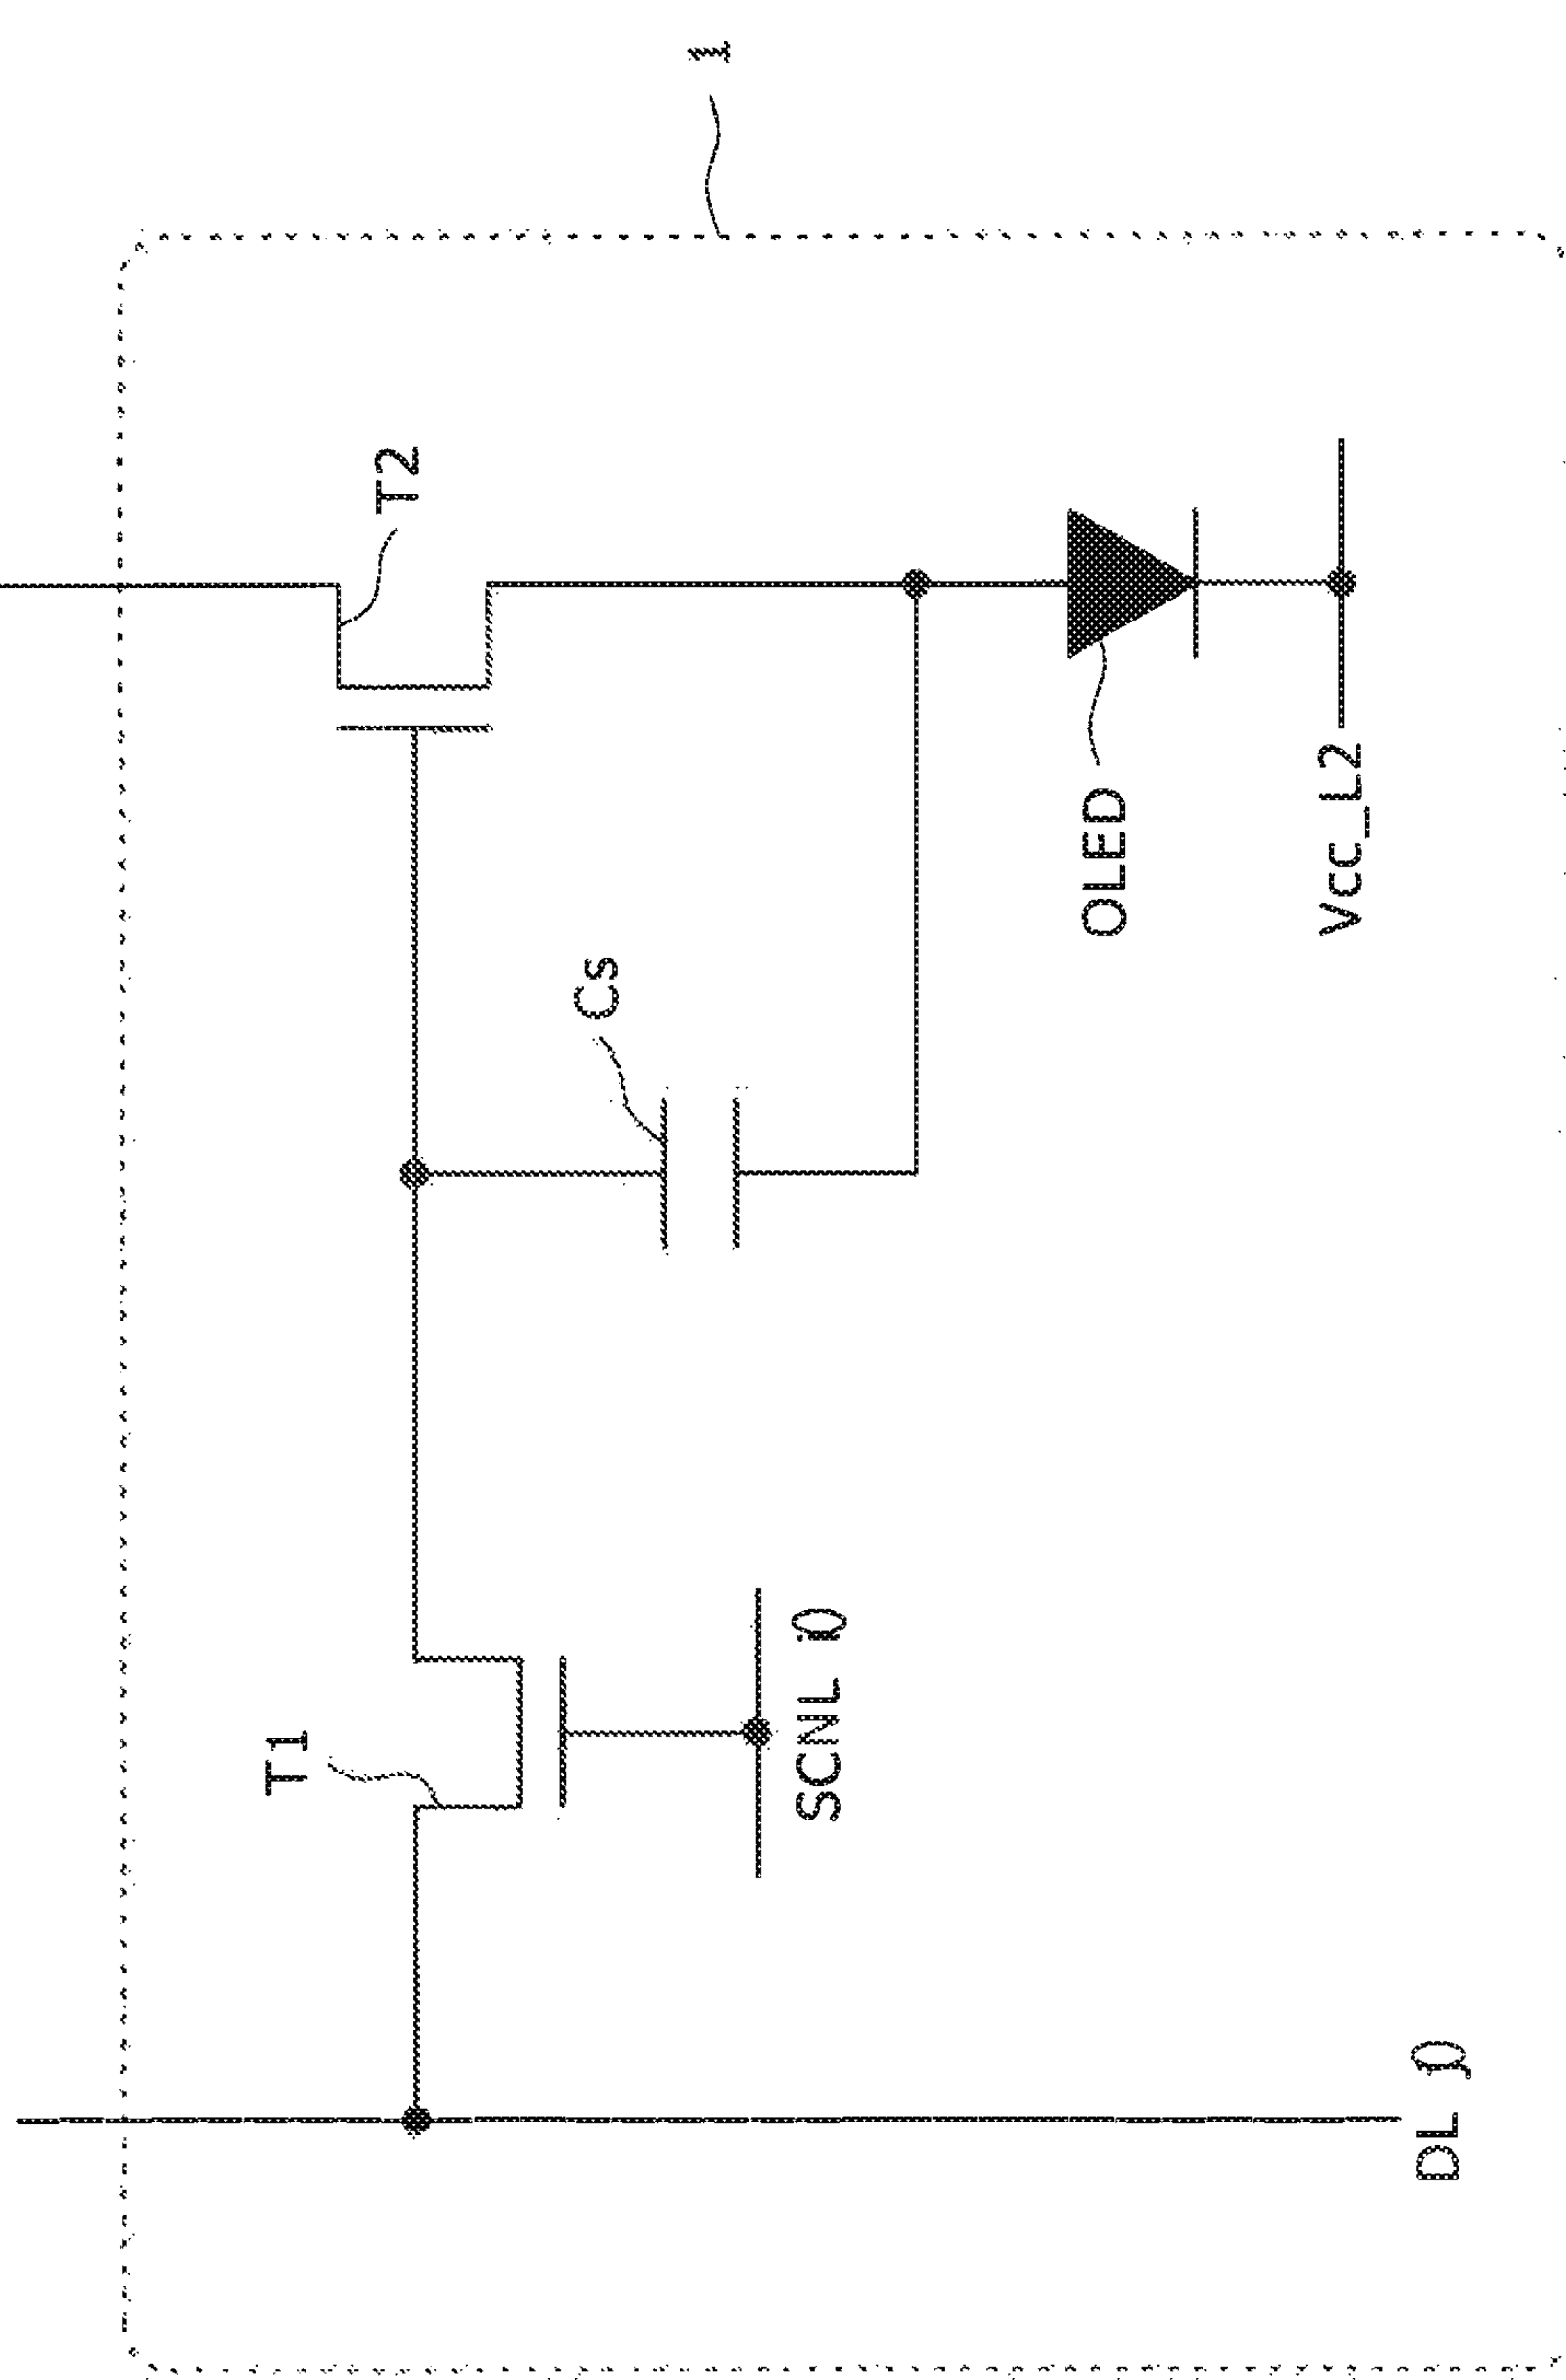 T1
T2
Cs
1
SCNL
OLED
Vcc_L2
DL